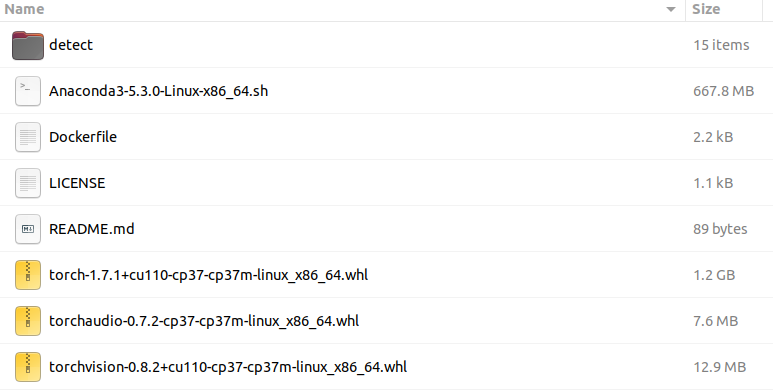 Name Size
detect 15 items
Anaconda3-5.3.0-Linux-x86_64.sh 667.8 MB
Dockerfile 2.2 kB
LICENSE 1.1 kB
README.md 89 bytes
torch-1.7.1+cu110-cp37-cp37m-linux_x86_64.whl 1.2 GB
torchaudio-0.7.2-cp37-cp37m-linux_x86_64.whl 7.6 MB
torchvision-0.8.2+cu110-cp37-cp37m-linux_x86_64.whl 12.9 MB